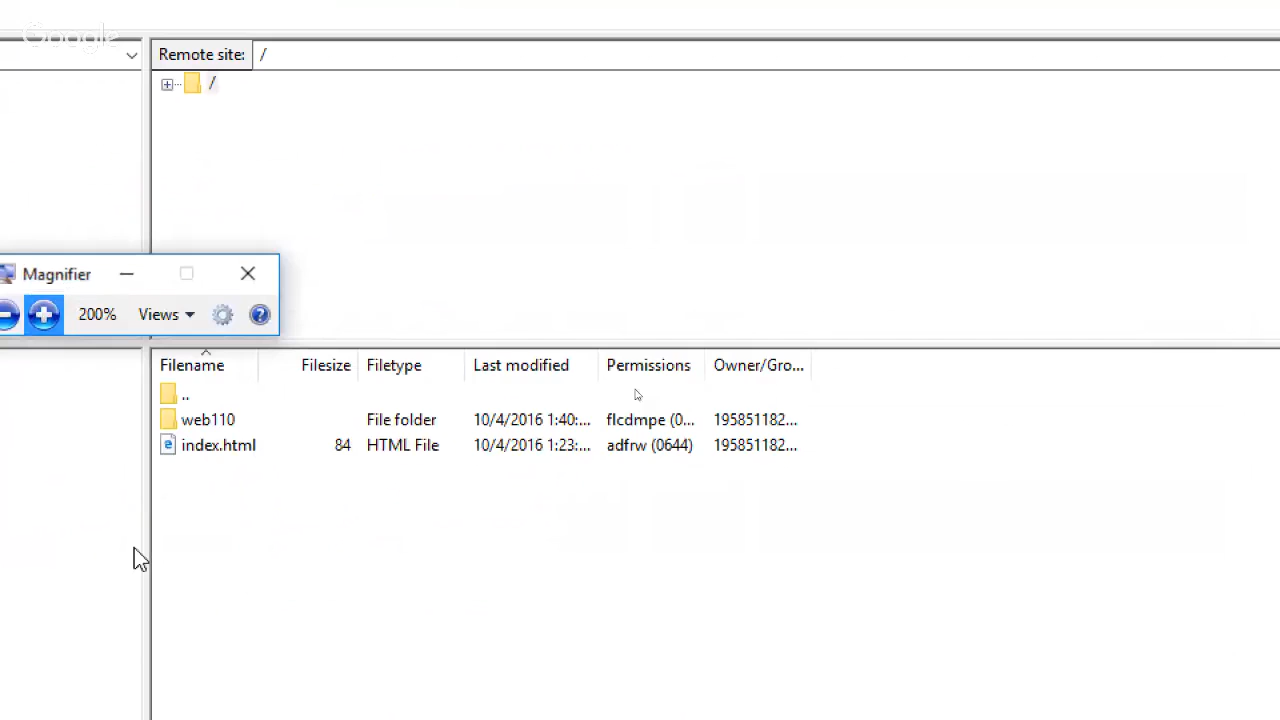 Google
Remote site: /
/
Magnifier
200% Views
Filename Filesize Filetype Last modified Permissions Owner/Gro...
..
web110 File folder 10/4/2016 1:40:... flcdmpe (0... 195851182...
index.html 84 HTML File 10/4/2016 1:23:... adfrw (0644) 195851182...